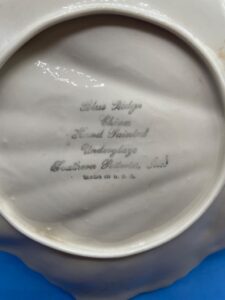 Blue Ridge
China
Hand Painted
Underglaze
Southern Potteries, Inc.
MADE IN U.S.A.